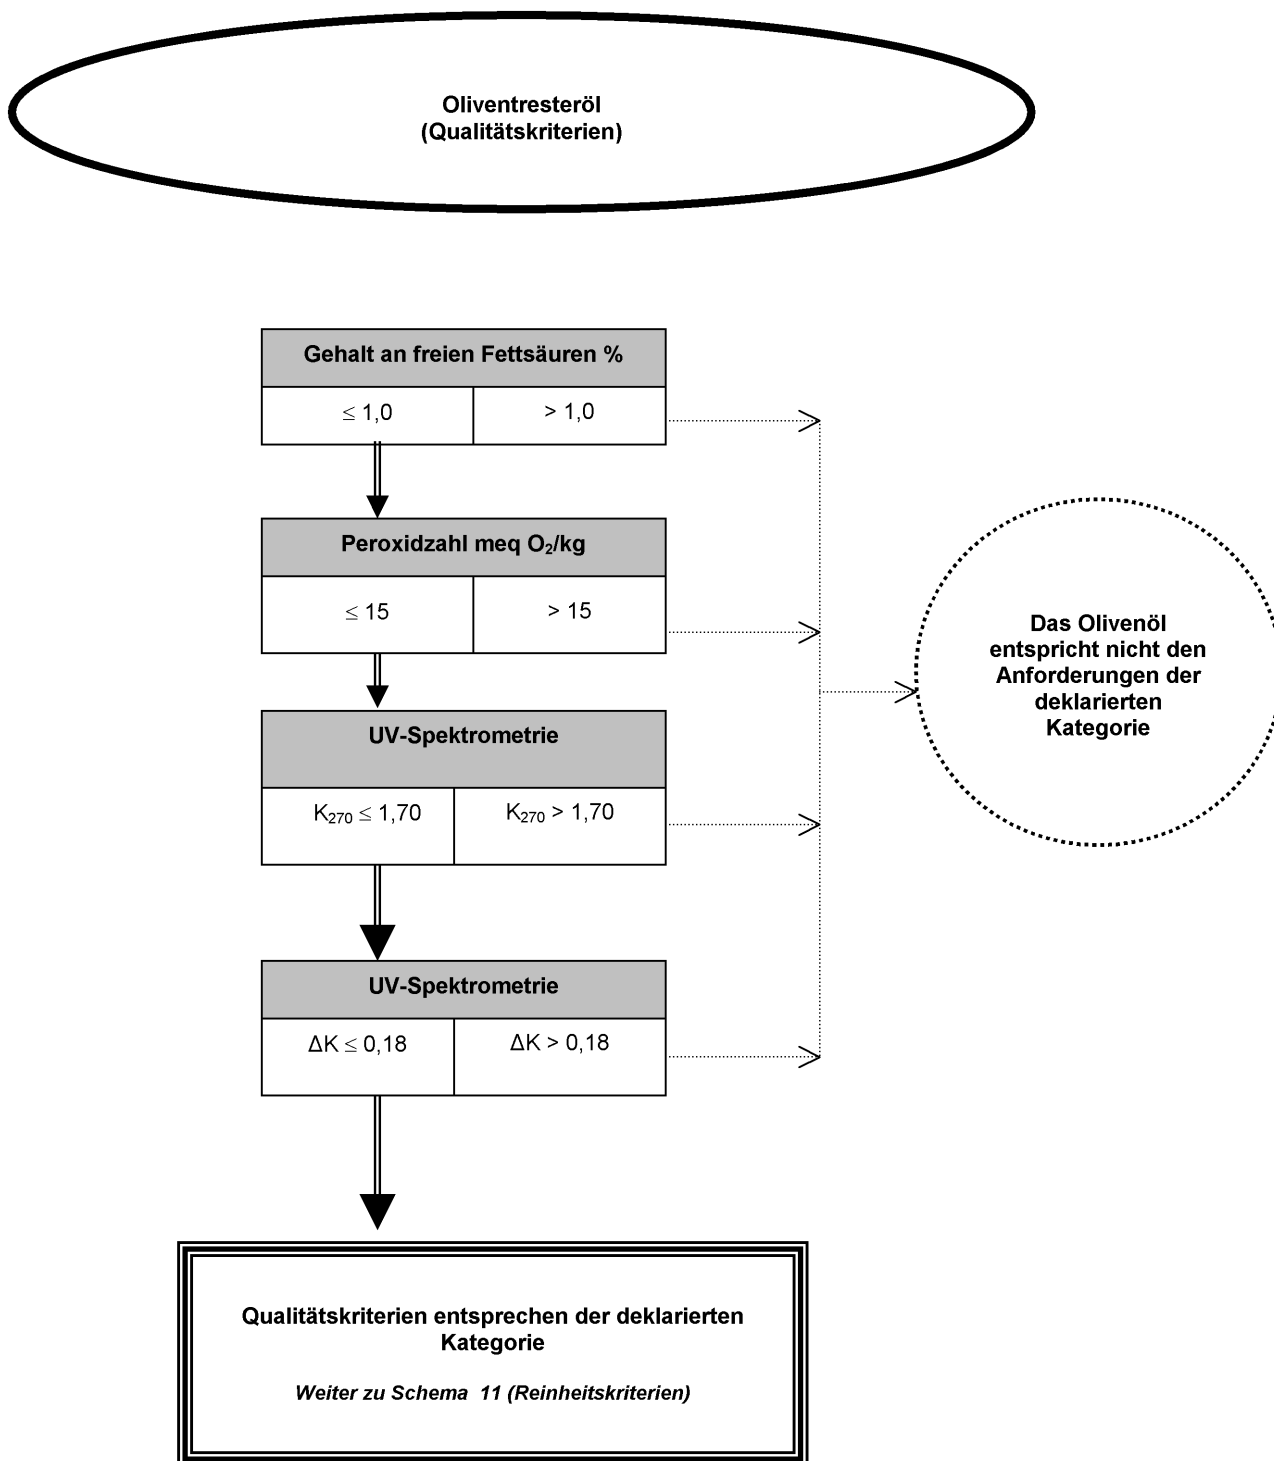 Oliventresteröl
(Qualitätskriterien)
Gehalt an freien Fettsäuren %
≤ 1,0 > 1,0
Peroxidzahl meq O₂/kg
≤ 15 > 15
UV-Spektrometrie
K₂₇₀ ≤ 1,70 K₂₇₀ > 1,70
UV-Spektrometrie
ΔK ≤ 0,18 ΔK > 0,18
Das Olivenöl
entspricht nicht den
Anforderungen der
deklarierten
Kategorie
Qualitätskriterien entsprechen der deklarierten
Kategorie
Weiter zu Schema 11 (Reinheitskriterien)